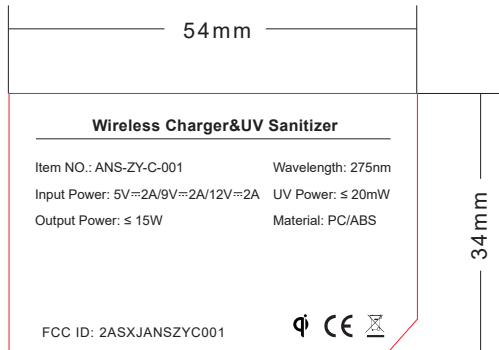 54mm
Wireless Charger&UV Sanitizer
Item NO.: ANS-ZY-C-001 Wavelength: 275nm
Input Power: 5V⎓2A/9V⎓2A/12V⎓2A UV Power: ≤ 20mW
Output Power: ≤ 15W Material: PC/ABS
34mm
FCC ID: 2ASXJANSZYC001 qi CE